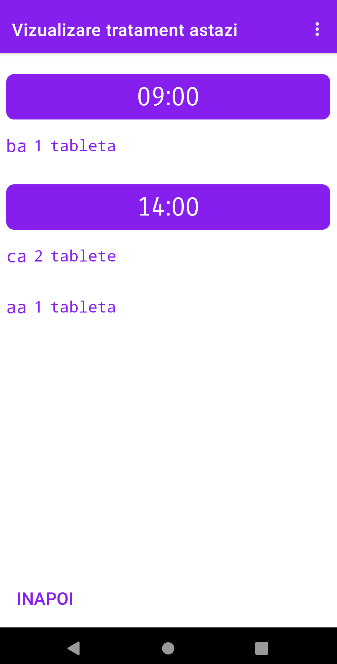 Vizualizare tratament astazi
09:00
ba 1 tableta
14:00
ca 2 tablete
aa 1 tableta
INAPOI